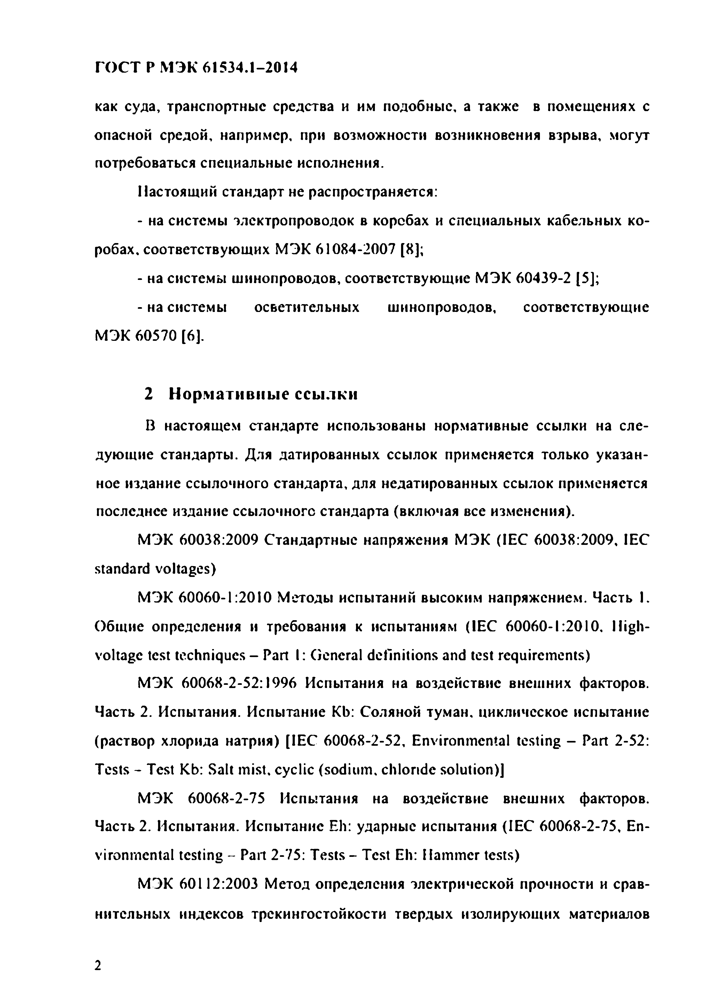 ГОСТ Р МЭК 61534.1–2014
как суда, транспортные средства и им подобные, а также в помещениях с
опасной средой, например, при возможности возникновения взрыва, могут
потребоваться специальные исполнения.
Настоящий стандарт не распространяется:
- на системы электропроводок в коробах и специальных кабельных ко-
робах, соответствующих МЭК 61084-2007 [8];
- на системы шинопроводов, соответствующие МЭК 60439-2 [5];
- на системы осветительных шинопроводов, соответствующие
МЭК 60570 [6].
2 Нормативные ссылки
В настоящем стандарте использованы нормативные ссылки на сле-
дующие стандарты. Для датированных ссылок применяется только указан-
ное издание ссылочного стандарта, для недатированных ссылок применяется
последнее издание ссылочного стандарта (включая все изменения).
МЭК 60038:2009 Стандартные напряжения МЭК (IEC 60038:2009, IEC
standard voltages)
МЭК 60060-1:2010 Методы испытаний высоким напряжением. Часть 1.
Общие определения и требования к испытаниям (IEC 60060-1:2010, High-
voltage test techniques – Part 1: General definitions and test requirements)
МЭК 60068-2-52:1996 Испытания на воздействие внешних факторов.
Часть 2. Испытания. Испытание Kb: Соляной туман, циклическое испытание
(раствор хлорида натрия) [IEC 60068-2-52, Environmental testing – Part 2-52:
Tests – Test Kb: Salt mist, cyclic (sodium, chloride solution)]
МЭК 60068-2-75 Испытания на воздействие внешних факторов.
Часть 2. Испытания. Испытание Eh: ударные испытания (IEC 60068-2-75, En-
vironmental testing – Part 2-75: Tests – Test Eh: Hammer tests)
МЭК 60112:2003 Метод определения электрической прочности и срав-
нительных индексов трекингостойкости твердых изолирующих материалов
2